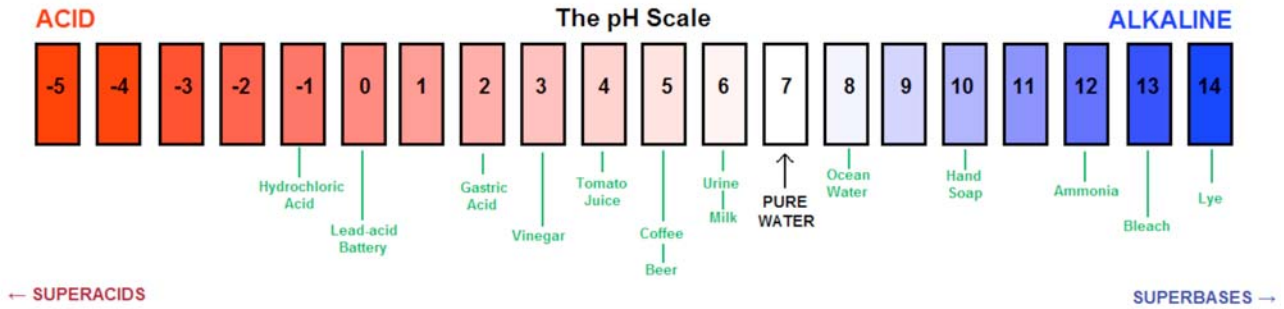 ACID
The pH Scale
ALKALINE
-5 -4 -3 -2 -1 0 1 2 3 4 5 6 7 8 9 10 11 12 13 14
Hydrochloric
Acid
Lead-acid
Battery
Gastric
Acid
Vinegar
Tomato
Juice
Coffee
Beer
Urine
Milk
PURE
WATER
Ocean
Water
Hand
Soap
Ammonia
Bleach
Lye
← SUPERACIDS
SUPERBASES →